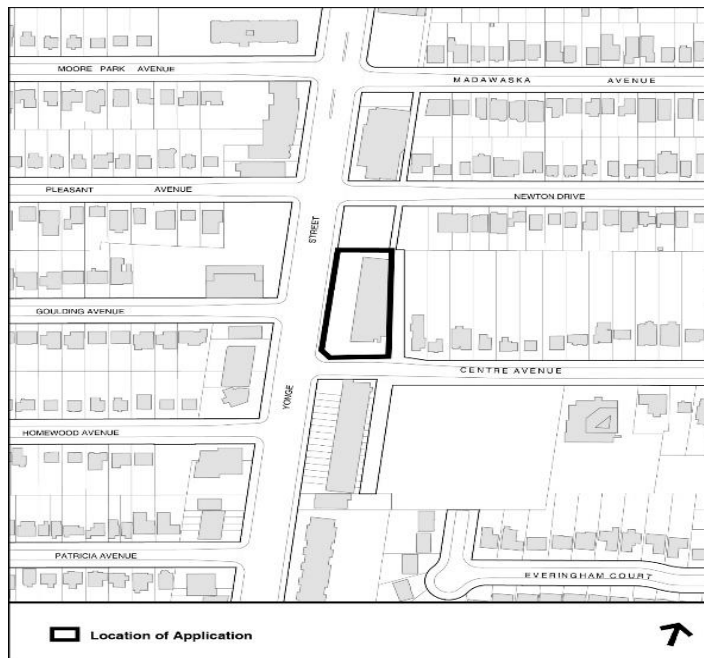 MOORE PARK AVENUE
MADAWASKA AVENUE
PLEASANT AVENUE
NEWTON DRIVE
STREET
GOULDING AVENUE
CENTRE AVENUE
YONGE
HOMEWOOD AVENUE
PATRICIA AVENUE
EVERINGHAM COURT
Location of Application